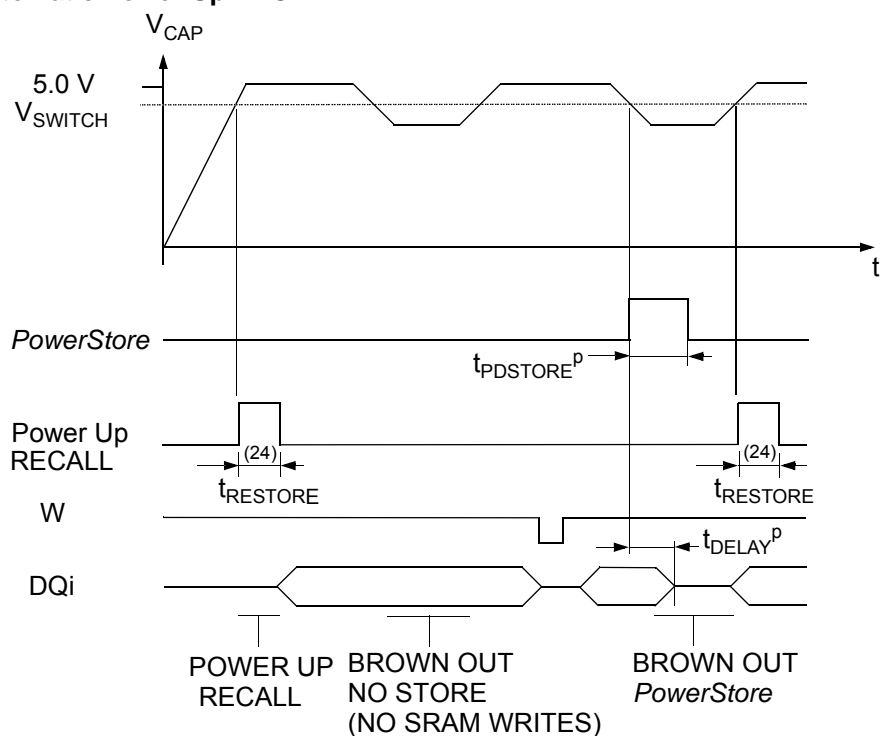 V_CAP
5.0 V
V_SWITCH
t
PowerStore
t_PDSTORE^p
Power Up
RECALL
(24)
(24)
t_RESTORE
t_RESTORE
W
t_DELAY^p
DQi
POWER UP
RECALL
BROWN OUT
NO STORE
(NO SRAM WRITES)
BROWN OUT
PowerStore